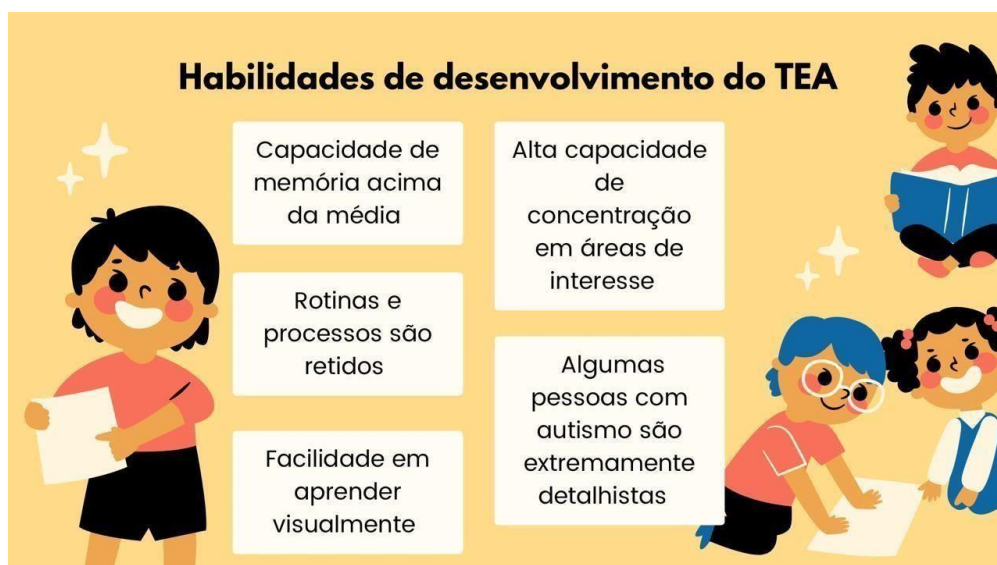 Habilidades de desenvolvimento do TEA
Capacidade de
memória acima
da média
Rotinas e
processos são
retidos
Facilidade em
aprender
visualmente
Alta capacidade
de
concentração
em áreas de
interesse
Algumas
pessoas com
autismo são
extremamente
detalhistas